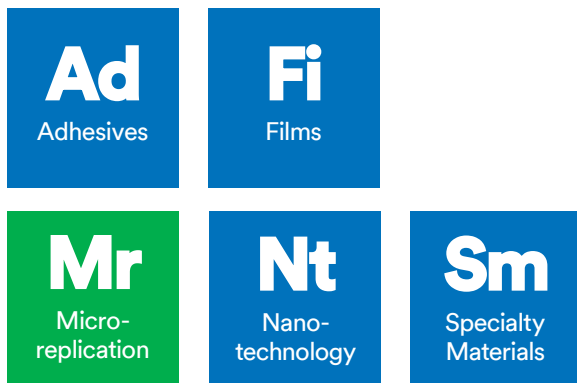 Ad
Adhesives
Fi
Films
Mr
Micro-
replication
Nt
Nano-
technology
Sm
Specialty
Materials